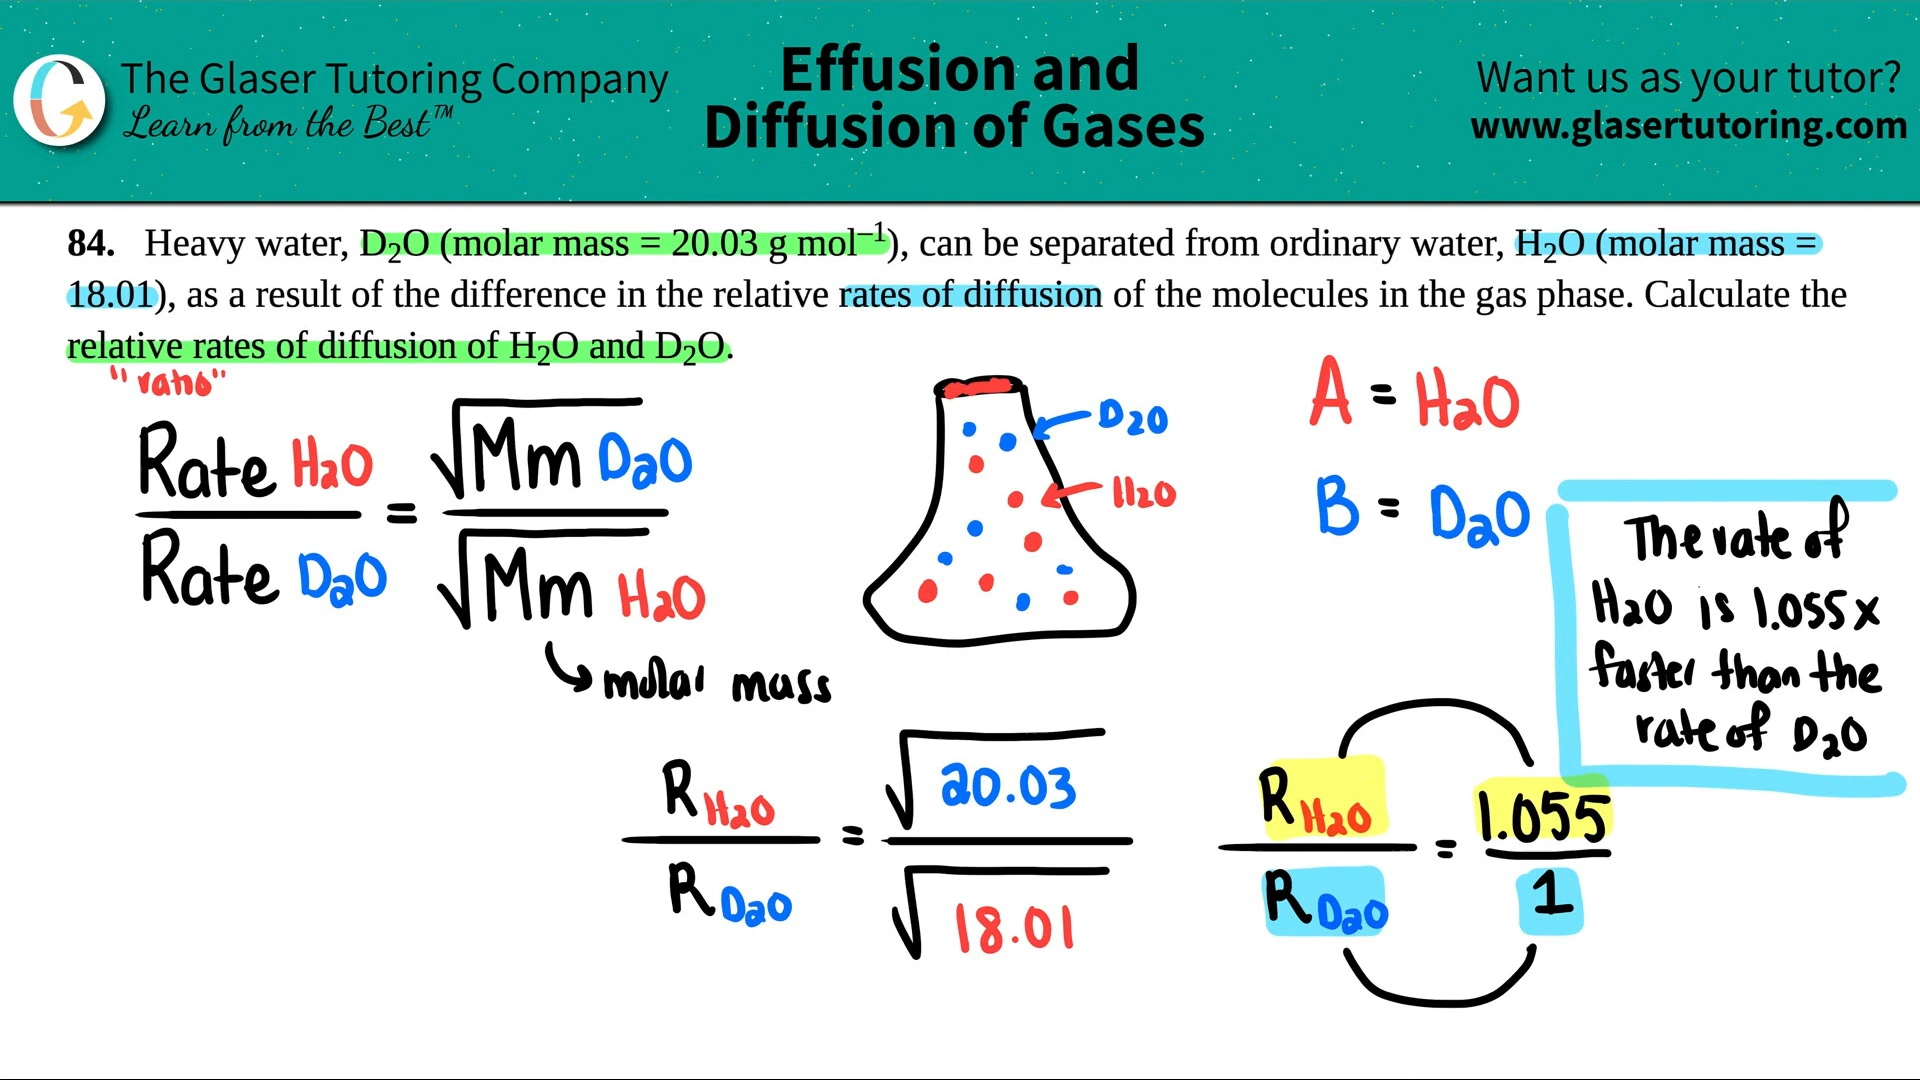 The Glaser Tutoring Company
Learn from the Best™
Effusion and
Diffusion of Gases
Want us as your tutor?
www.glasertutoring.com
84. Heavy water, D₂O (molar mass = 20.03 g mol⁻¹), can be separated from ordinary water, H₂O (molar mass =
18.01), as a result of the difference in the relative rates of diffusion of the molecules in the gas phase. Calculate the
relative rates of diffusion of H₂O and D₂O.
"ratio"
Rate H₂O
Rate D₂O
=
√Mm D₂O
√Mm H₂O
molar mass
D₂O
H₂O
A = H₂O
B = D₂O
The rate of
H₂O is 1.055x
faster than the
rate of D₂O
R H₂O
R D₂O
=
√20.03
√18.01
R H₂O
R D₂O
=
1.055
1